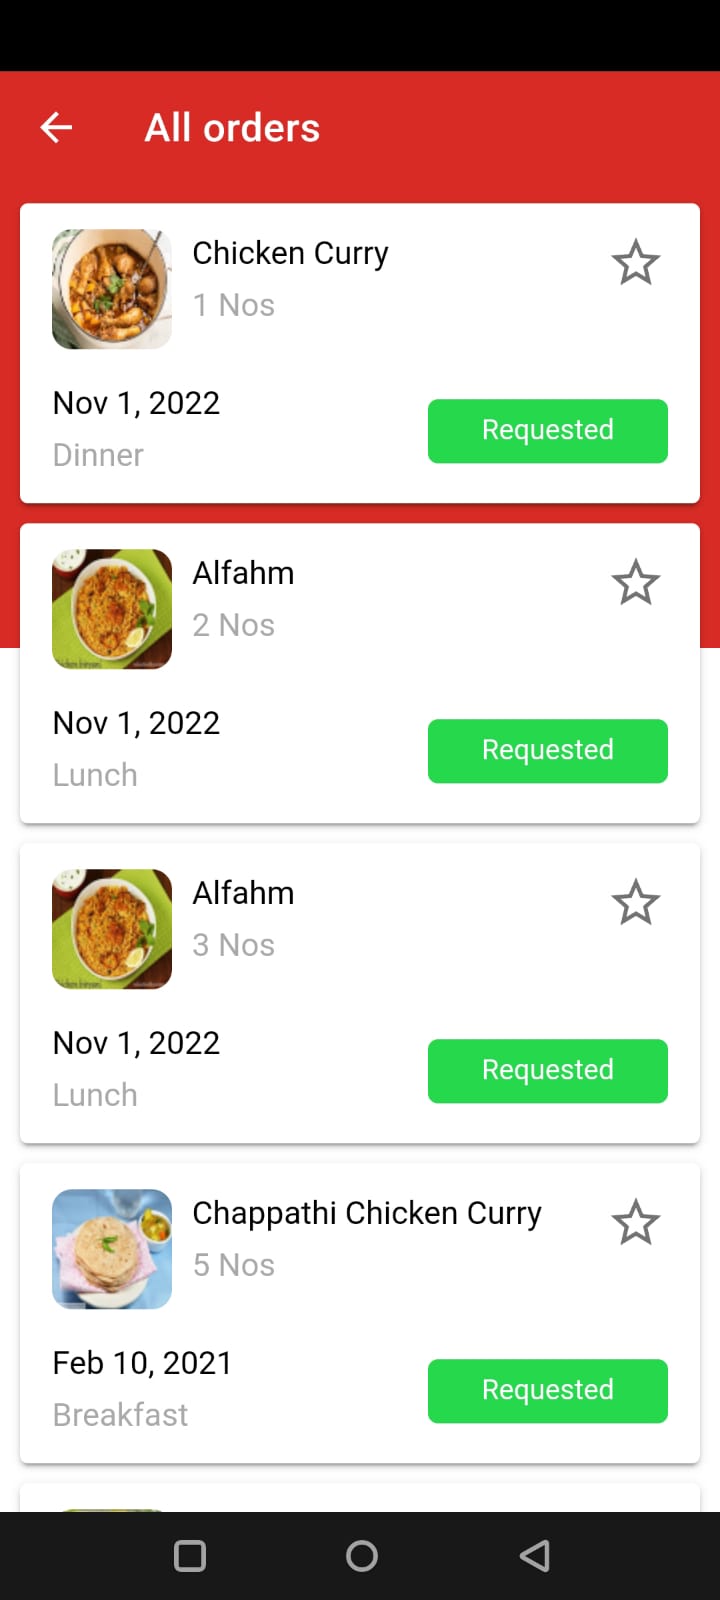 All orders
Chicken Curry
1 Nos
Nov 1, 2022
Requested
Dinner
Alfahm
2 Nos
Nov 1, 2022
Requested
Lunch
Alfahm
3 Nos
Nov 1, 2022
Requested
Lunch
Chappathi Chicken Curry
5 Nos
Feb 10, 2021
Requested
Breakfast